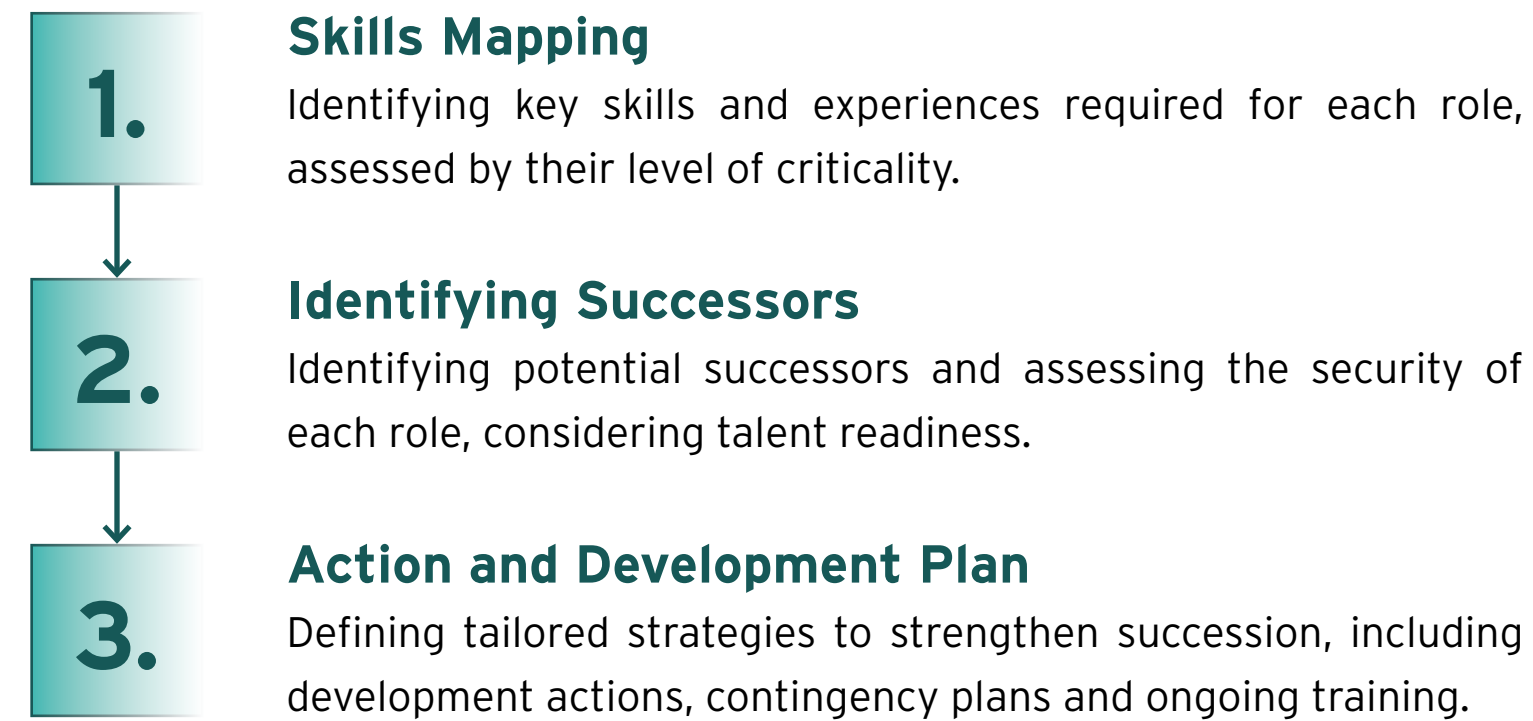 1.
Skills Mapping
Identifying key skills and experiences required for each role,
assessed by their level of criticality.
2.
Identifying Successors
Identifying potential successors and assessing the security of
each role, considering talent readiness.
3.
Action and Development Plan
Defining tailored strategies to strengthen succession, including
development actions, contingency plans and ongoing training.